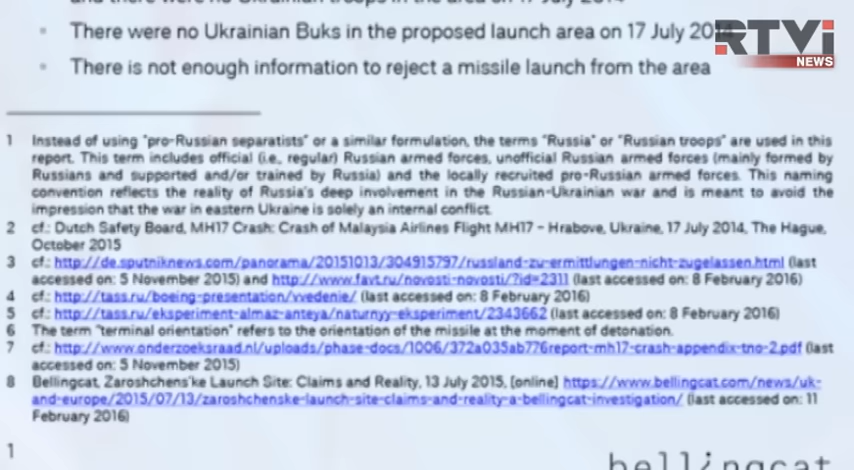 and there were no Ukrainian troops in the area on 17 July 2014
• There were no Ukrainian Buks in the proposed launch area on 17 July 2014
• There is not enough information to reject a missile launch from the area
RTVi
NEWS
1 Instead of using "pro-Russian separatists" or a similar formulation, the terms "Russia" or "Russian troops" are used in this
report. This term includes official (i.e., regular) Russian armed forces, unofficial Russian armed forces (mainly formed by
Russians and supported and/or trained by Russia) and the locally recruited pro-Russian armed forces. This naming
convention reflects the reality of Russia's deep involvement in the Russian-Ukrainian war and is meant to avoid the
impression that the war in eastern Ukraine is solely an internal conflict.
2 cf.: Dutch Safety Board, MH17 Crash: Crash of Malaysia Airlines Flight MH17 – Hrabove, Ukraine, 17 July 2014, The Hague,
October 2015
3 cf.: http://de.sputniknews.com/panorama/20151013/304915797/russland-zu-ermittlungen-nicht-zugelassen.html (last
accessed on: 5 November 2015) and http://www.favt.ru/novosti-novosti/?id=2311 (last accessed on: 8 February 2016)
4 cf.: http://tass.ru/boeing-presentation/vvedenie/ (last accessed on: 8 February 2016)
5 cf.: http://tass.ru/eksperiment-almaz-anteya/naturnyy-eksperiment/2343662 (last accessed on: 8 February 2016)
6 The term "terminal orientation" refers to the orientation of the missile at the moment of detonation.
7 cf.: http://www.onderzoeksraad.nl/uploads/phase-docs/1006/372a035ab776report-mh17-crash-appendix-tno-2.pdf (last
accessed on: 5 November 2015)
8 Bellingcat, Zaroshchens'ke Launch Site: Claims and Reality, 13 July 2015, [online] https://www.bellingcat.com/news/uk-
and-europe/2015/07/13/zaroshchenske-launch-site-claims-and-reality-a-bellingcat-investigation/ (last accessed on: 11
February 2016)
1
bellingcat